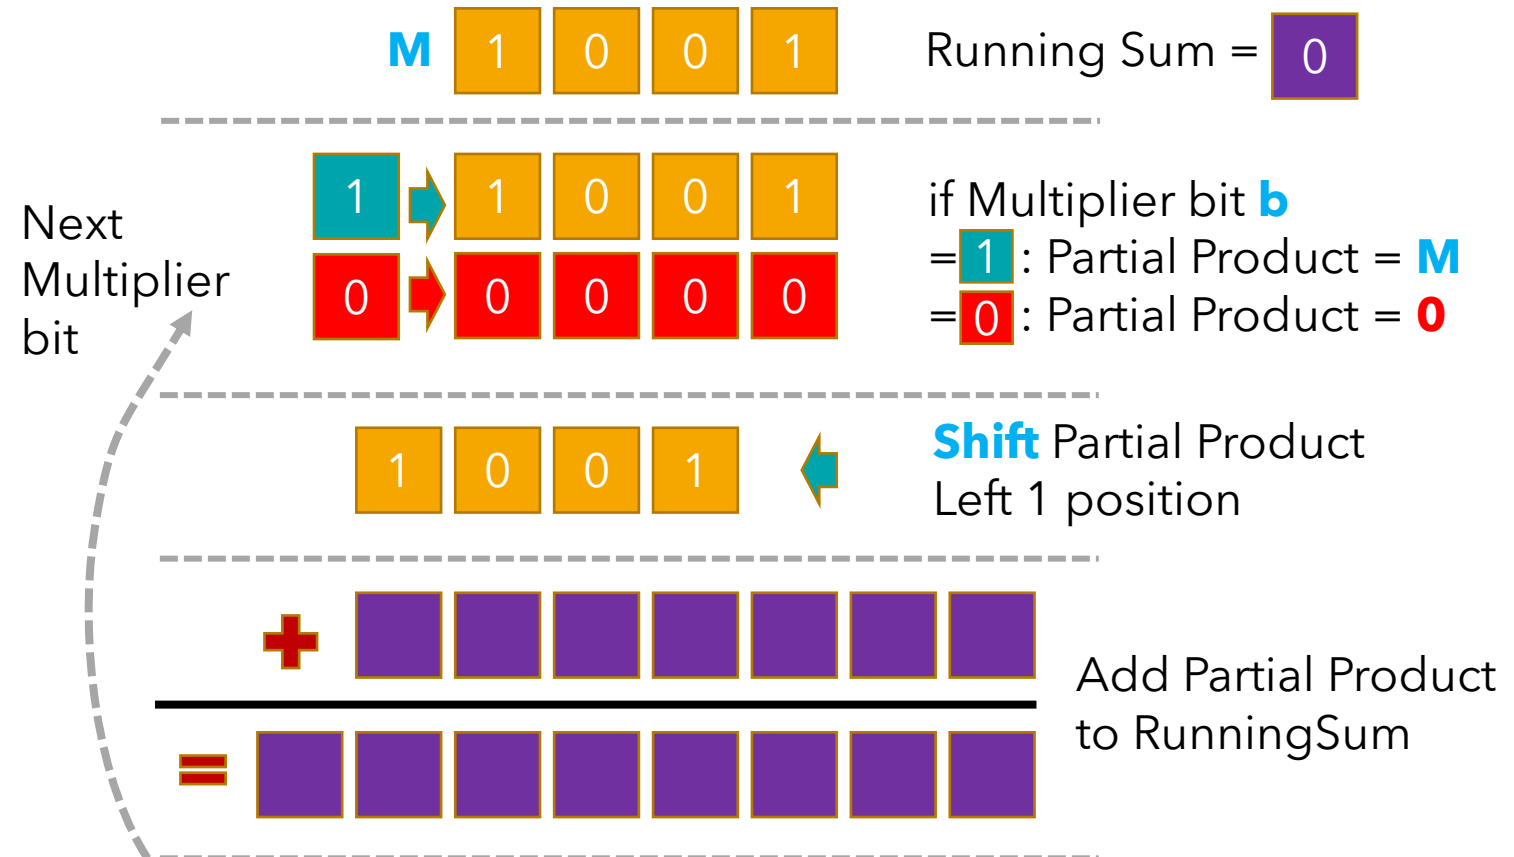 M 1 0 0 1 Running Sum = 0
1 1 0 0 1
0 0 0 0 0
Next
Multiplier
bit
if Multiplier bit b
= 1 : Partial Product = M
= 0 : Partial Product = 0
1 0 0 1
Shift Partial Product
Left 1 position
+
=
Add Partial Product
to RunningSum